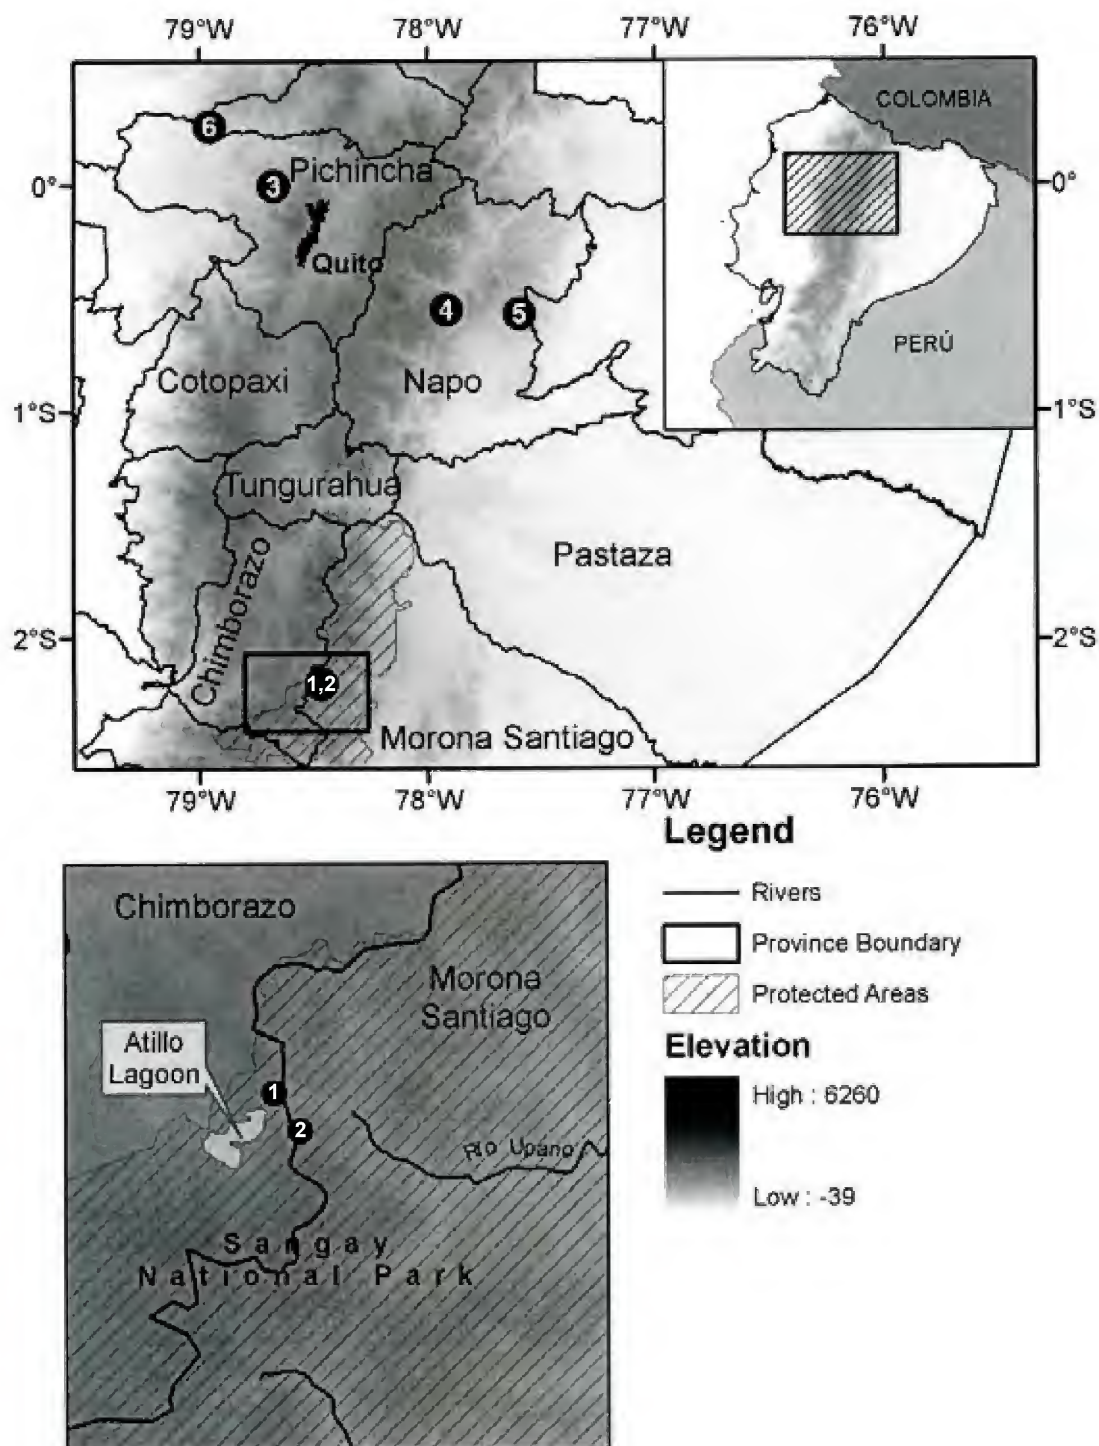 79°W 78°W 77°W 76°W
COLOMBIA
6
Pichincha
3
0°
0°
Quito
4
5
PERÚ
Cotopaxi
Napo
1°S
1°S
Tungurahua
Pastaza
Chimborazo
2°S
2°S
1,2
Morona Santiago
79°W 78°W 77°W 76°W
Legend
Rivers
Province Boundary
Protected Areas
Elevation
High : 6260
Low : -39
Chimborazo
Morona
Santiago
Atillo
Lagoon
1
2
Río Upano
Sangay
National Park